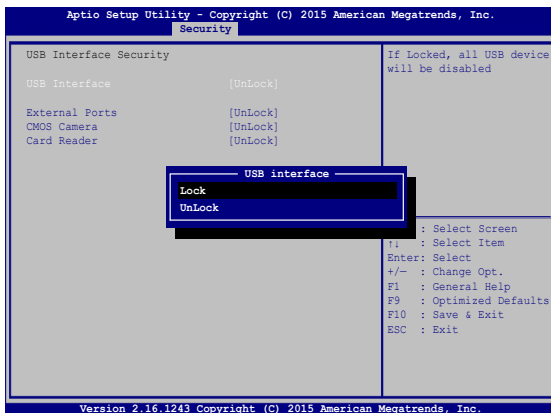 Aptio Setup Utility - Copyright (C) 2015 American Megatrends, Inc.
Security
USB Interface Security
USB Interface [UnLock]
External Ports [UnLock]
CMOS Camera [UnLock]
Card Reader [UnLock]
USB interface
Lock
UnLock
If Locked, all USB device
will be disabled
: Select Screen
↑↓ : Select Item
Enter: Select
+/— : Change Opt.
F1 : General Help
F9 : Optimized Defaults
F10 : Save & Exit
ESC : Exit
Version 2.16.1243 Copyright (C) 2015 American Megatrends, Inc.